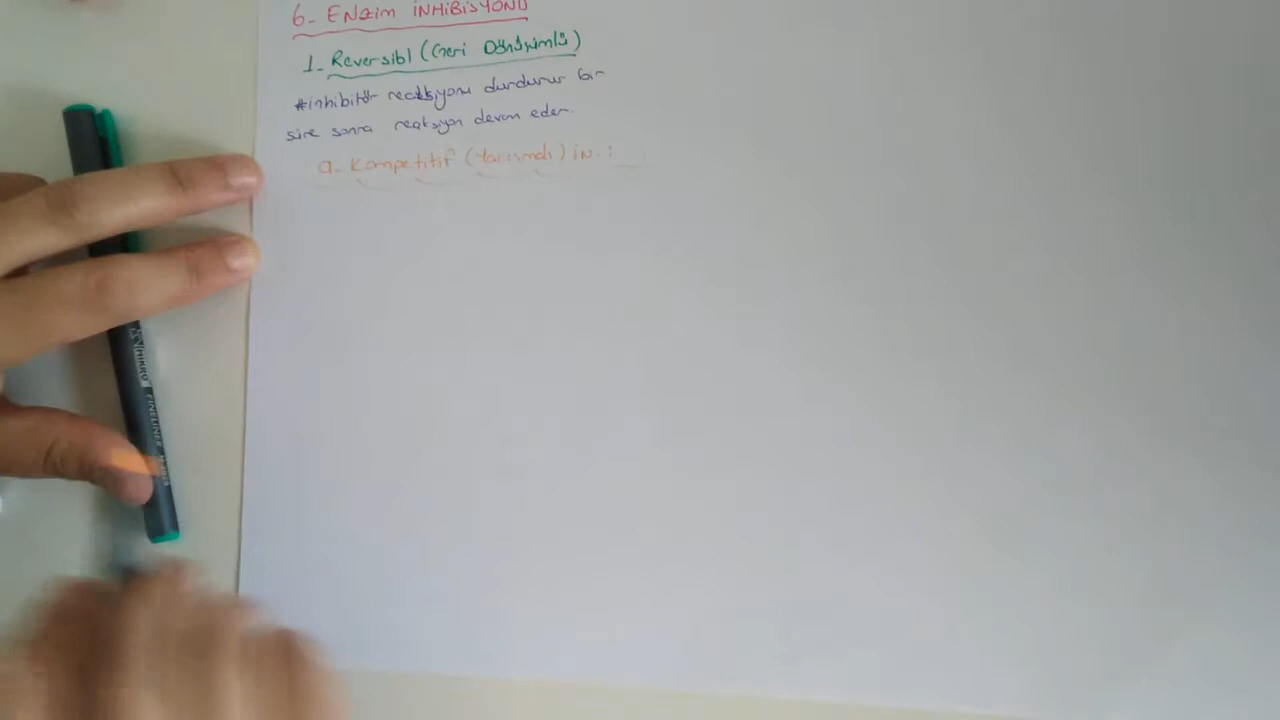 6- ENZİM İNHİBİSYONU
1- Reversibl (Geri Dönüşümlü)
#inhibitör reaksiyonu durdurur bir
süre sonra reaksiyon devam eder.
a- Kompetitif (Yarışmalı) in. :
FINELINER